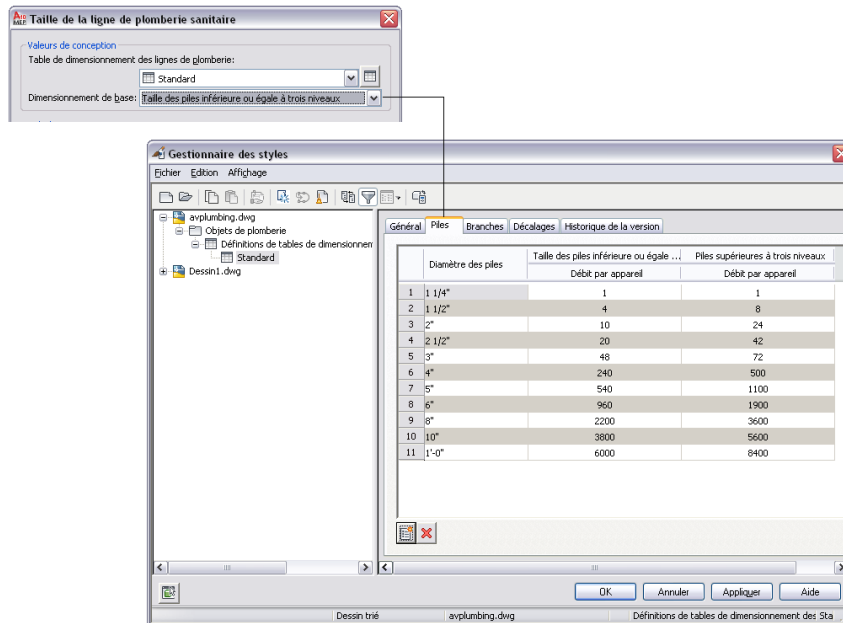 Taille de la ligne de plomberie sanitaire
Valeurs de conception
Table de dimensionnement des lignes de plomberie:
Standard
Dimensionnement de base: Taille des piles inférieure ou égale à trois niveaux
Gestionnaire des styles
Fichier Edition Affichage
avplumbing.dwg
Objets de plomberie
Définitions de tables de dimensionnen
Standard
Dessin1.dwg
Général Piles Branches Décalages Historique de la version
Diamètre des piles Taille des piles inférieure ou égale ... Piles supérieures à trois niveaux
Débit par appareil Débit par appareil
1 1 1/4" 1 1
2 1 1/2" 4 8
3 2" 10 24
4 2 1/2" 20 42
5 3" 48 72
6 4" 240 500
7 5" 540 1100
8 6" 960 1900
9 8" 2200 3600
10 10" 3800 5600
11 1'-0" 6000 8400
OK Annuler Appliquer Aide
Dessin trié avplumbing.dwg Définitions de tables de dimensionnement des Sta